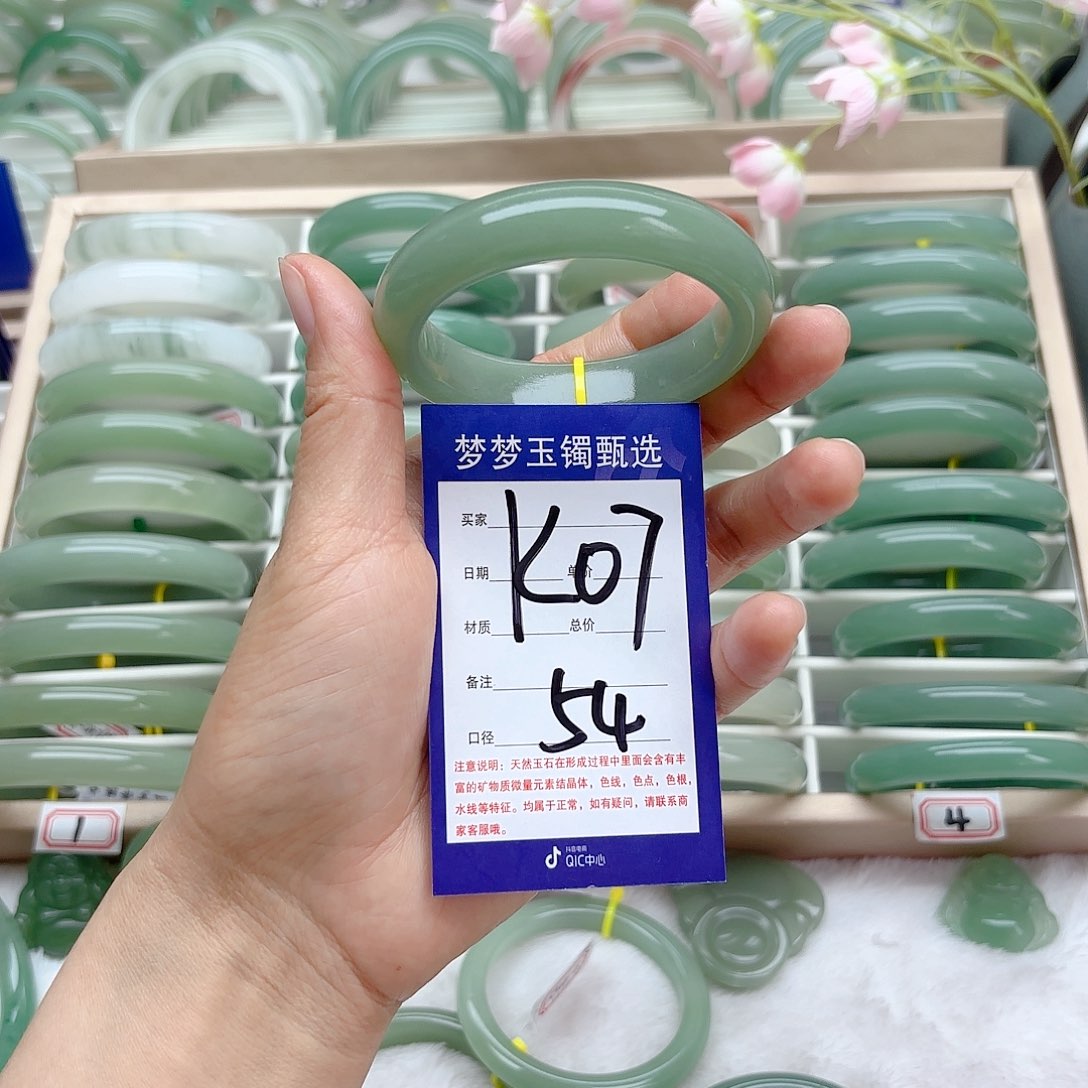 梦梦玉镯甄选
买家 K07
日期 单价
材质 总价
备注
口径 54
注意说明：天然玉石在形成过程中里面会含有丰
富的矿物质微量元素结晶体，色线，色点，色根，
水线等特征。均属于正常，如有疑问，请联系商
家客服哦。
抖音电商
QIC中心
1
4